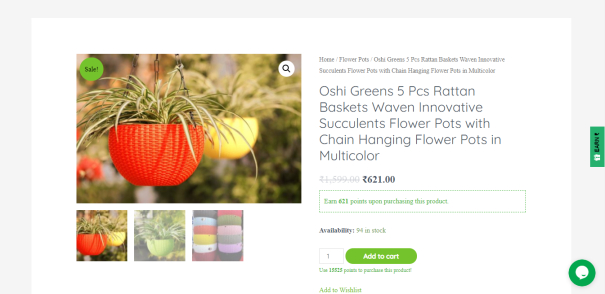 Sale!
Home / Flower Pots / Oshi Greens 5 Pcs Rattan Baskets Waven Innovative
Succulents Flower Pots with Chain Hanging Flower Pots in Multicolor
Oshi Greens 5 Pcs Rattan
Baskets Waven Innovative
Succulents Flower Pots with
Chain Hanging Flower Pots in
Multicolor
₹1,599.00 ₹621.00
Earn 621 points upon purchasing this product.
Availability: 94 in stock
1 Add to cart
Use 15525 points to purchase this product!
Add to Wishlist
EARN ₹